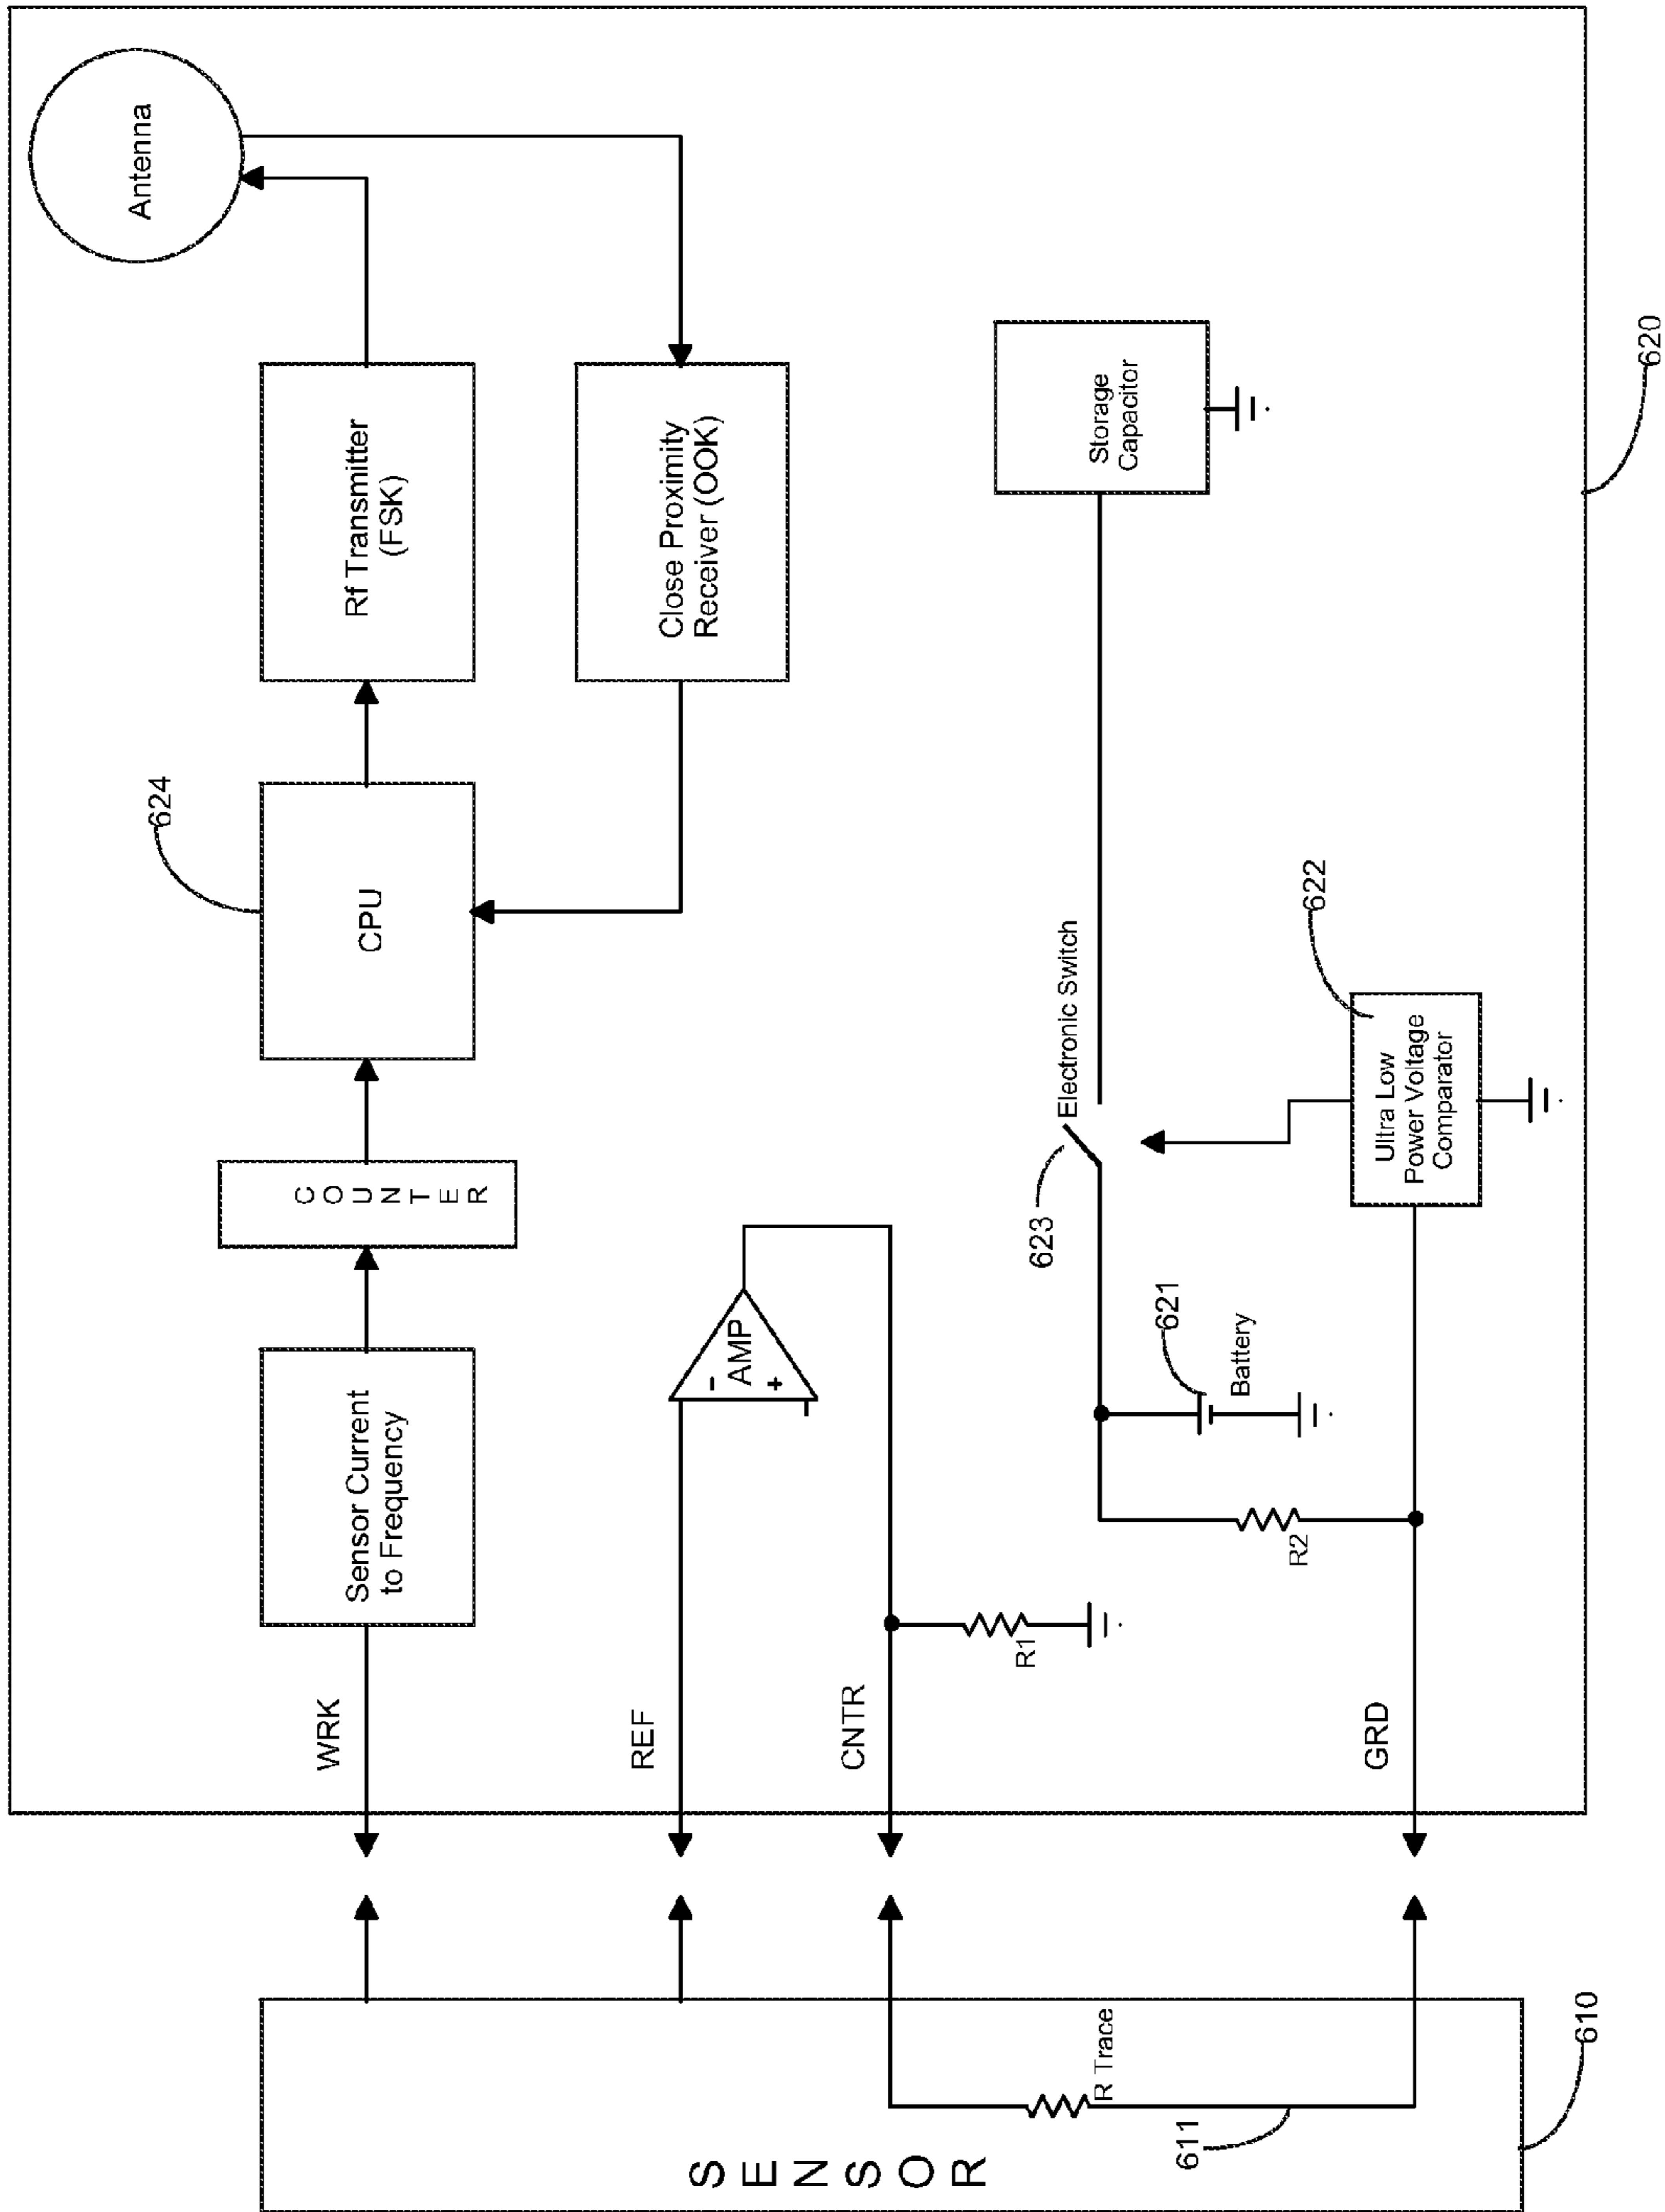 SENSOR
R Trace
611
610
WRK
REF
CNTR
GRD
Sensor Current
to Frequency
COUNTER
CPU
624
Rf Transmitter
(FSK)
Antenna
Close Proximity
Receiver (OOK)
AMP
-
+
R1
R2
621
Battery
623
Electronic Switch
Ultra Low
Power Voltage
Comparator
622
Storage
Capacitor
620